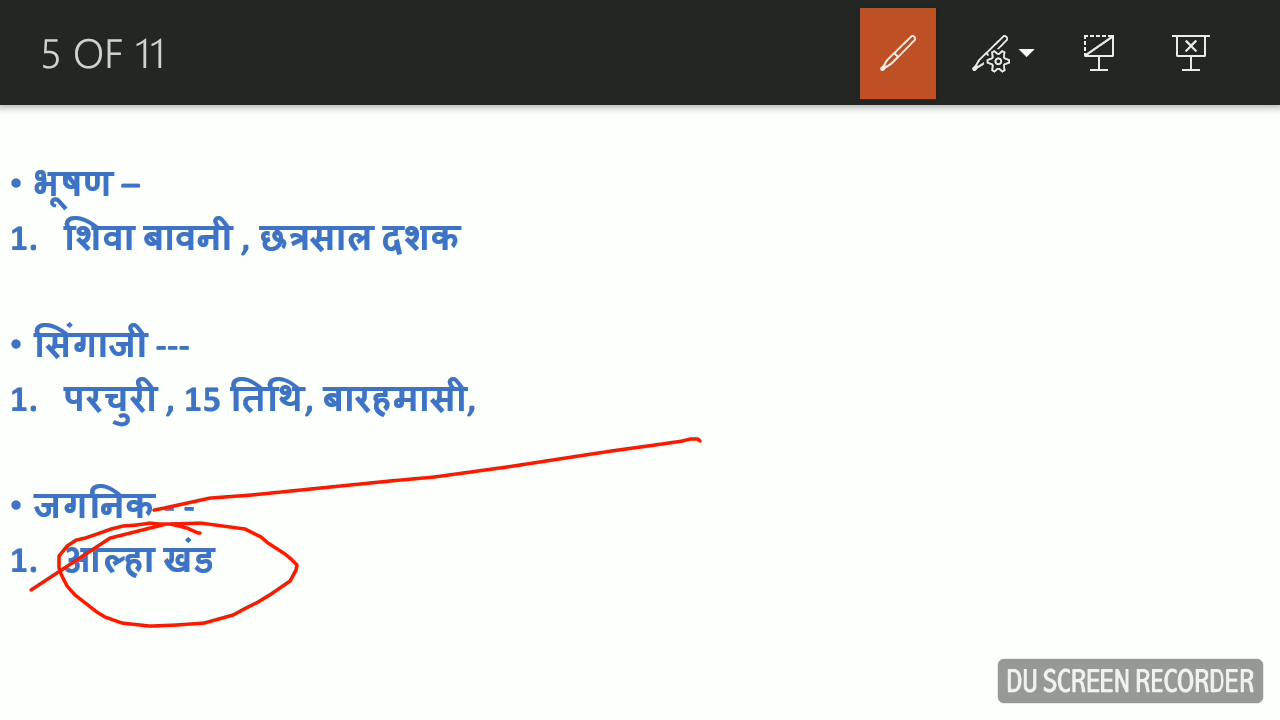 5 OF 11
• भूषण –
1. शिवा बावनी , छत्रसाल दशक
• सिंगाजी ---
1. परचुरी , 15 तिथि, बारहमासी,
• जगनिक - -
1. आल्हा खंड
DU SCREEN RECORDER